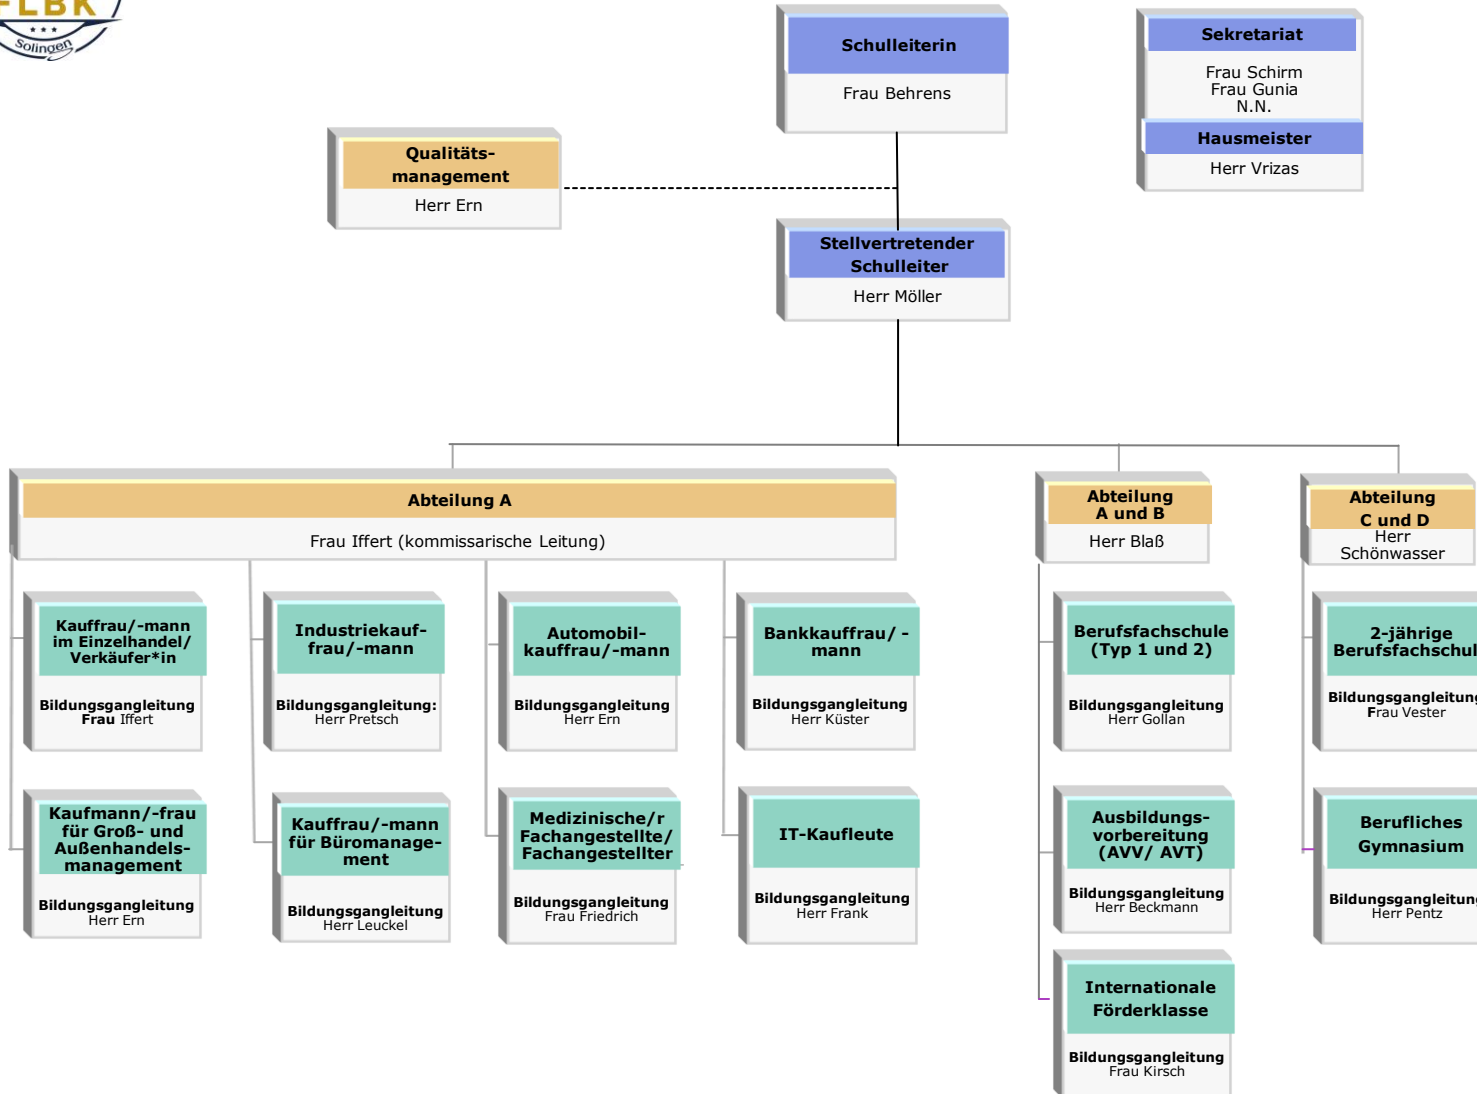 FLBK
Solingen
Schulleiterin
Frau Behrens
Sekretariat
Frau Schirm
Frau Gunia
N.N.
Hausmeister
Herr Vrizas
Qualitäts-
management
Herr Ern
Stellvertretender
Schulleiter
Herr Möller
Abteilung A
Frau Iffert (kommissarische Leitung)
Abteilung
A und B
Herr Blaß
Abteilung
C und D
Herr
Schönwasser
Kauffrau/-mann
im Einzelhandel/
Verkäufer*in
Bildungsgangleitung
Frau Iffert
Industriekauf-
frau/-mann
Bildungsgangleitung:
Herr Pretsch
Automobil-
kauffrau/-mann
Bildungsgangleitung
Herr Ern
Bankkauffrau/ -
mann
Bildungsgangleitung
Herr Küster
Berufsfachschule
(Typ 1 und 2)
Bildungsgangleitung
Herr Gollan
2-jährige
Berufsfachschul
Bildungsgangleitung
Frau Vester
Kaufmann/-frau
für Groß- und
Außenhandels-
management
Bildungsgangleitung
Herr Ern
Kauffrau/-mann
für Büromanage-
ment
Bildungsgangleitung
Herr Leuckel
Medizinische/r
Fachangestellte/
Fachangestellter
Bildungsgangleitung
Frau Friedrich
IT-Kaufleute
Bildungsgangleitung
Herr Frank
Ausbildungs-
vorbereitung
(AVV/ AVT)
Bildungsgangleitung
Herr Beckmann
Berufliches
Gymnasium
Bildungsgangleitung
Herr Pentz
Internationale
Förderklasse
Bildungsgangleitung
Frau Kirsch